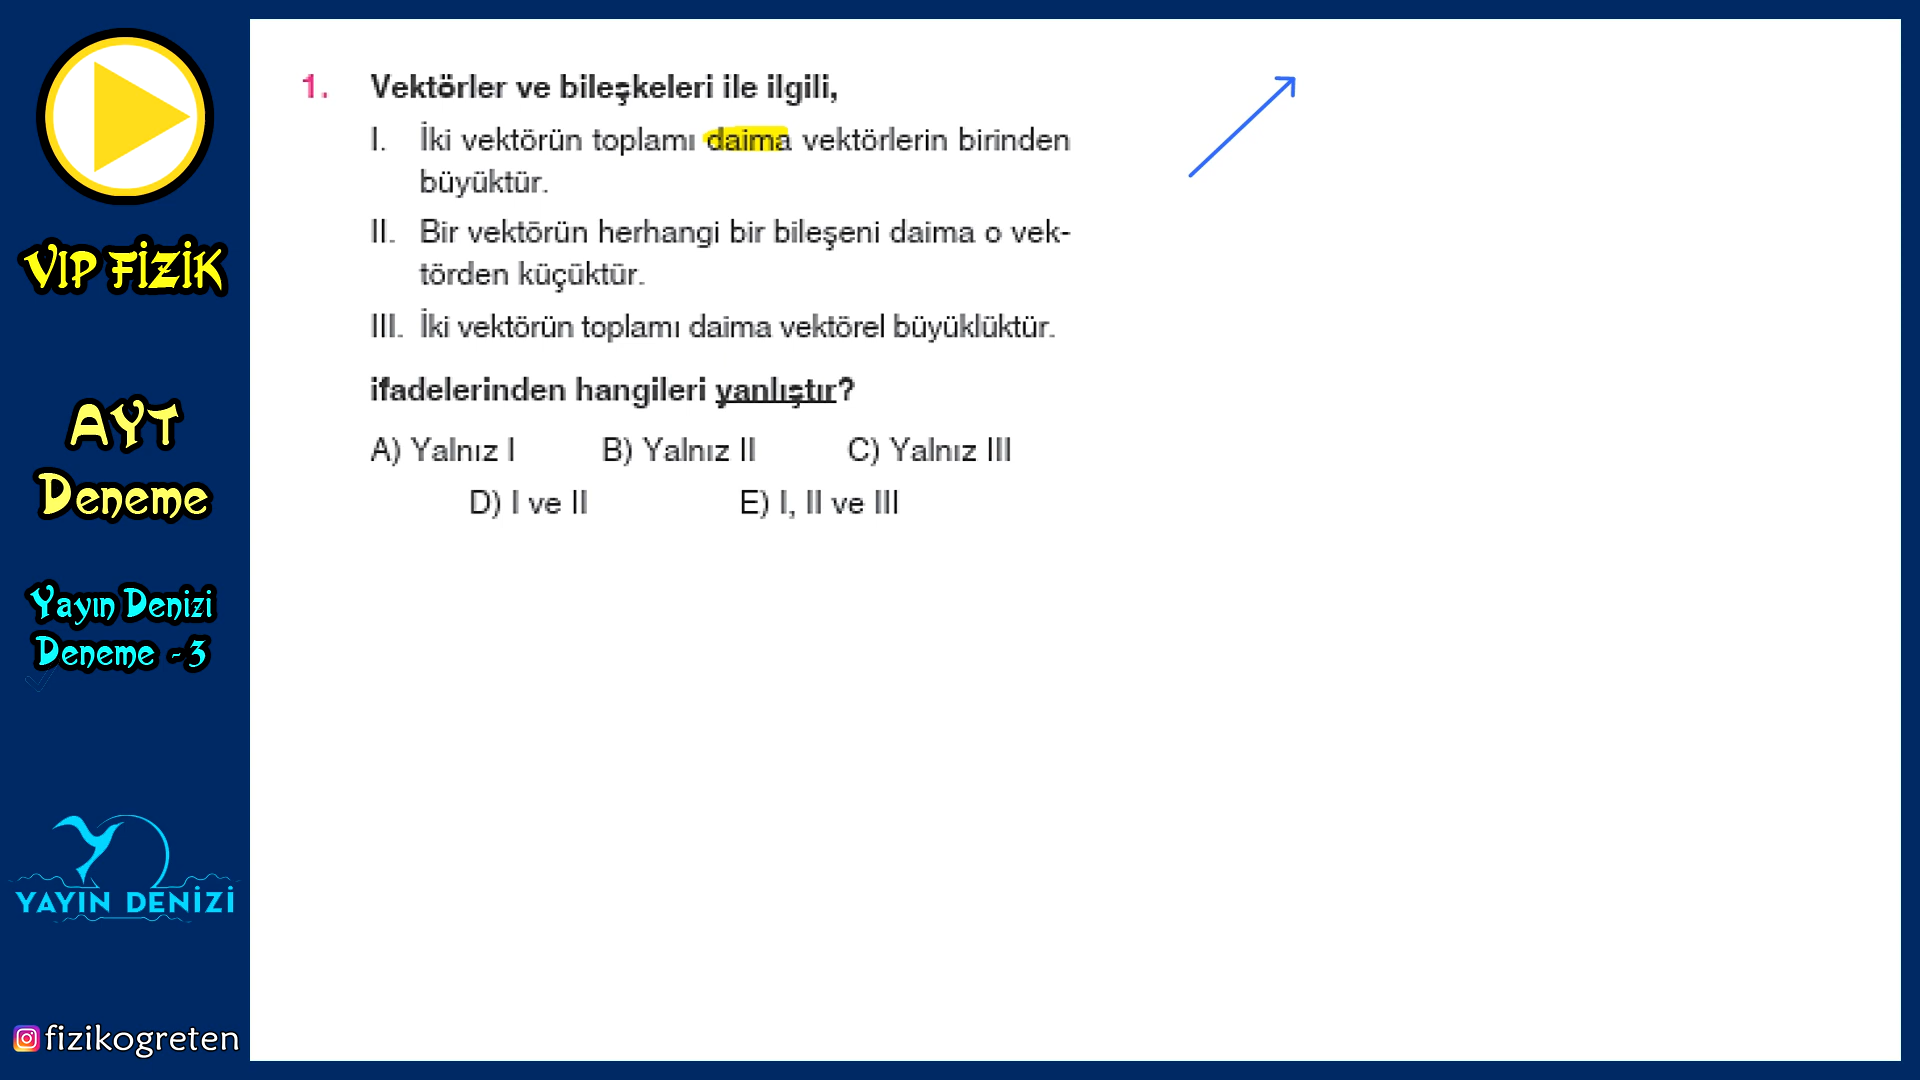 VIP FİZİK
AYT
Deneme
Yayın Denizi
Deneme - 3
YAYIN DENİZİ
fizikogreten
1. Vektörler ve bileşkeleri ile ilgili,
I. İki vektörün toplamı daima vektörlerin birinden
büyüktür.
II. Bir vektörün herhangi bir bileşeni daima o vek-
törden küçüktür.
III. İki vektörün toplamı daima vektörel büyüklüktür.
ifadelerinden hangileri yanlıştır?
A) Yalnız I B) Yalnız II C) Yalnız III
D) I ve II E) I, II ve III